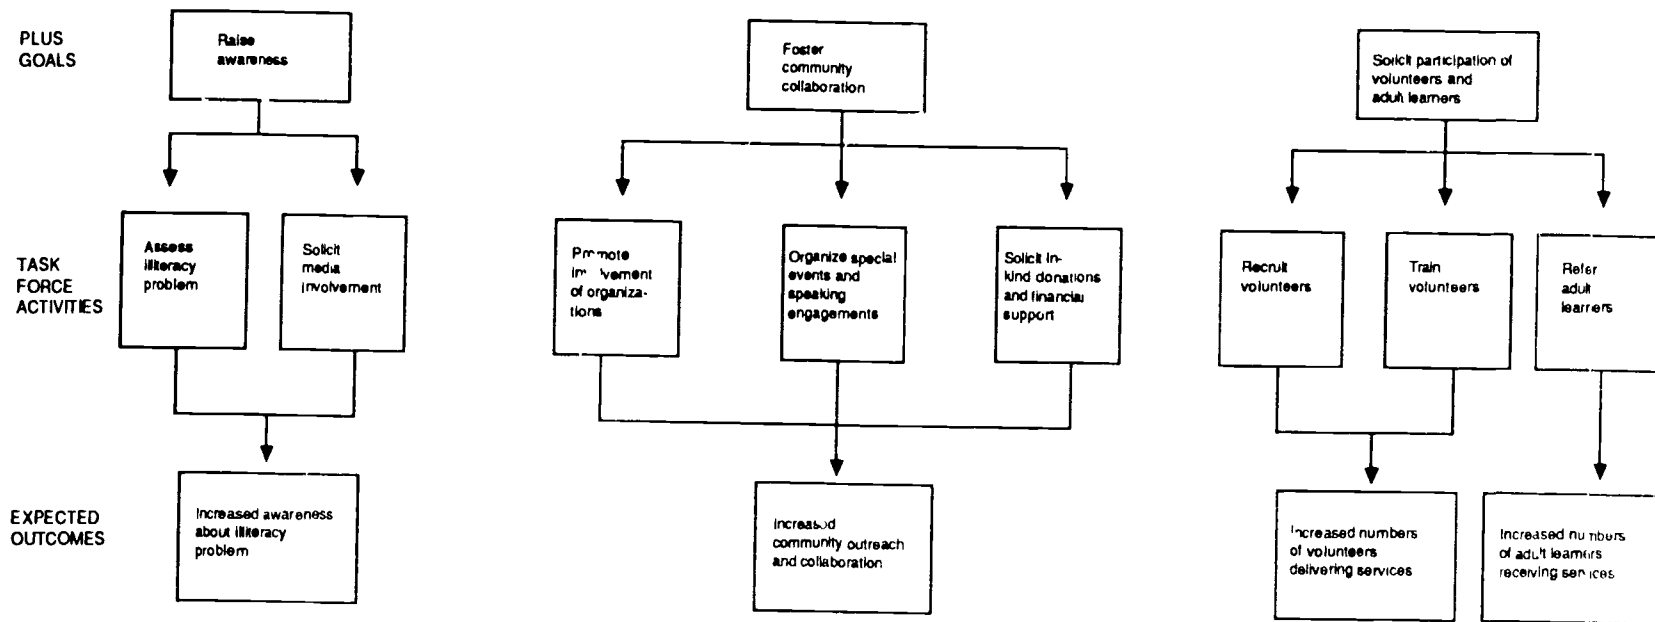 PLUS
GOALS
Raise
awareness
Foster
community
collaboration
Solicit participation of
volunteers and
adult learners
TASK
FORCE
ACTIVITIES
Assess
illiteracy
problem
Solicit
media
involvement
Promote
involvement
of organiza-
tions
Organize special
events and
speaking
engagements
Solicit in-
kind donations
and financial
support
Recruit
volunteers
Train
volunteers
Refer
adult
learners
EXPECTED
OUTCOMES
Increased awareness
about illiteracy
problem
Increased
community outreach
and collaboration
Increased numbers
of volunteers
delivering services
Increased numbers
of adult learners
receiving services